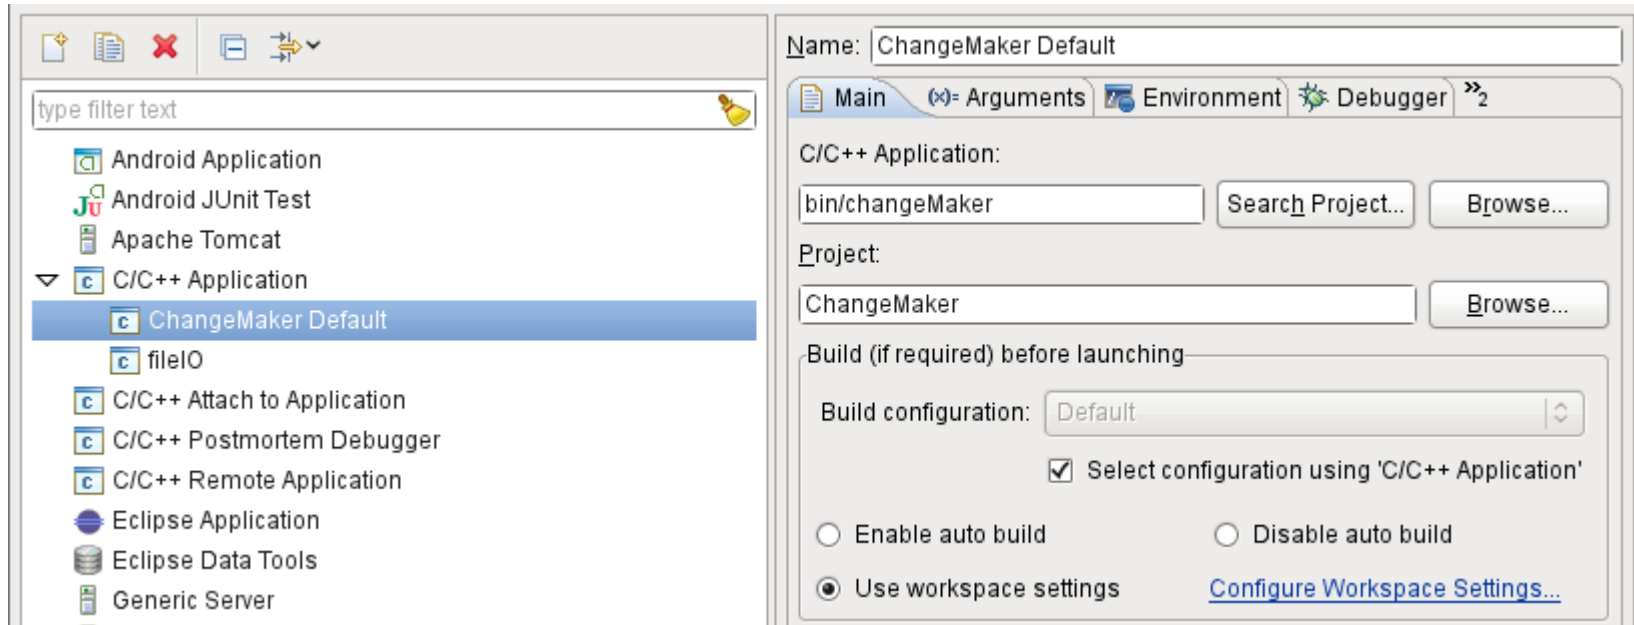 type filter text
Android Application
Android JUnit Test
Apache Tomcat
C/C++ Application
ChangeMaker Default
fileIO
C/C++ Attach to Application
C/C++ Postmortem Debugger
C/C++ Remote Application
Eclipse Application
Eclipse Data Tools
Generic Server
Name: ChangeMaker Default
Main (x)= Arguments Environment Debugger »2
C/C++ Application:
bin/changeMaker Search Project... Browse...
Project:
ChangeMaker Browse...
Build (if required) before launching
Build configuration: Default
Select configuration using 'C/C++ Application'
Enable auto build Disable auto build
Use workspace settings Configure Workspace Settings...